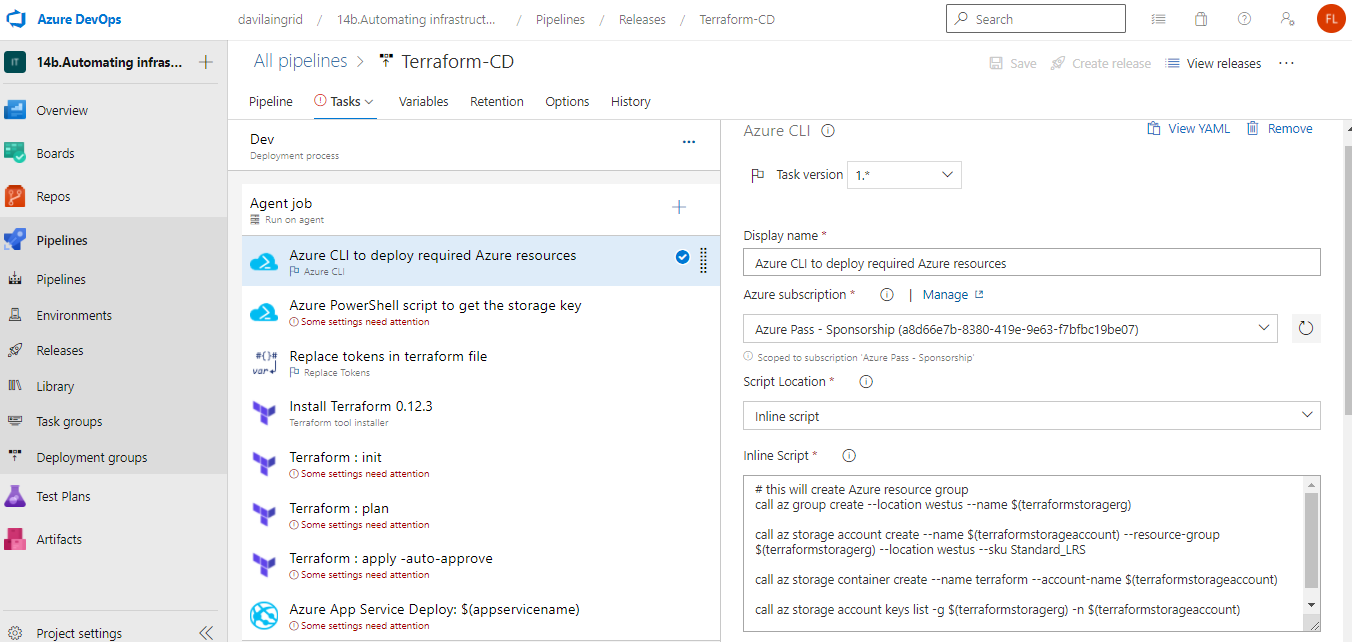 Azure DevOps
davilaingrid / 14b.Automating infrastruct... / Pipelines / Releases / Terraform-CD
Search
FL
IT
14b.Automating infras...
Overview
Boards
Repos
Pipelines
Pipelines
Environments
Releases
Library
Task groups
Deployment groups
Test Plans
Artifacts
Project settings
All pipelines > Terraform-CD
Save
Create release
View releases
...
Pipeline
Tasks
Variables
Retention
Options
History
Dev
Deployment process
...
Agent job
Run on agent
Azure CLI to deploy required Azure resources
Azure CLI
Azure PowerShell script to get the storage key
Some settings need attention
#{}#
var
Replace tokens in terraform file
Replace Tokens
Install Terraform 0.12.3
Terraform tool installer
Terraform : init
Some settings need attention
Terraform : plan
Some settings need attention
Terraform : apply -auto-approve
Some settings need attention
Azure App Service Deploy: $(appservicename)
Some settings need attention
Azure CLI
View YAML
Remove
Task version
1.*
Display name *
Azure CLI to deploy required Azure resources
Azure subscription *
| Manage
Azure Pass - Sponsorship (a8d66e7b-8380-419e-9e63-f7bfbc19be07)
Scoped to subscription 'Azure Pass - Sponsorship'
Script Location *
Inline script
Inline Script *
# this will create Azure resource group
call az group create --location westus --name $(terraformstoragerg)
call az storage account create --name $(terraformstorageaccount) --resource-group
$(terraformstoragerg) --location westus --sku Standard_LRS
call az storage container create --name terraform --account-name $(terraformstorageaccount)
call az storage account keys list -g $(terraformstoragerg) -n $(terraformstorageaccount)